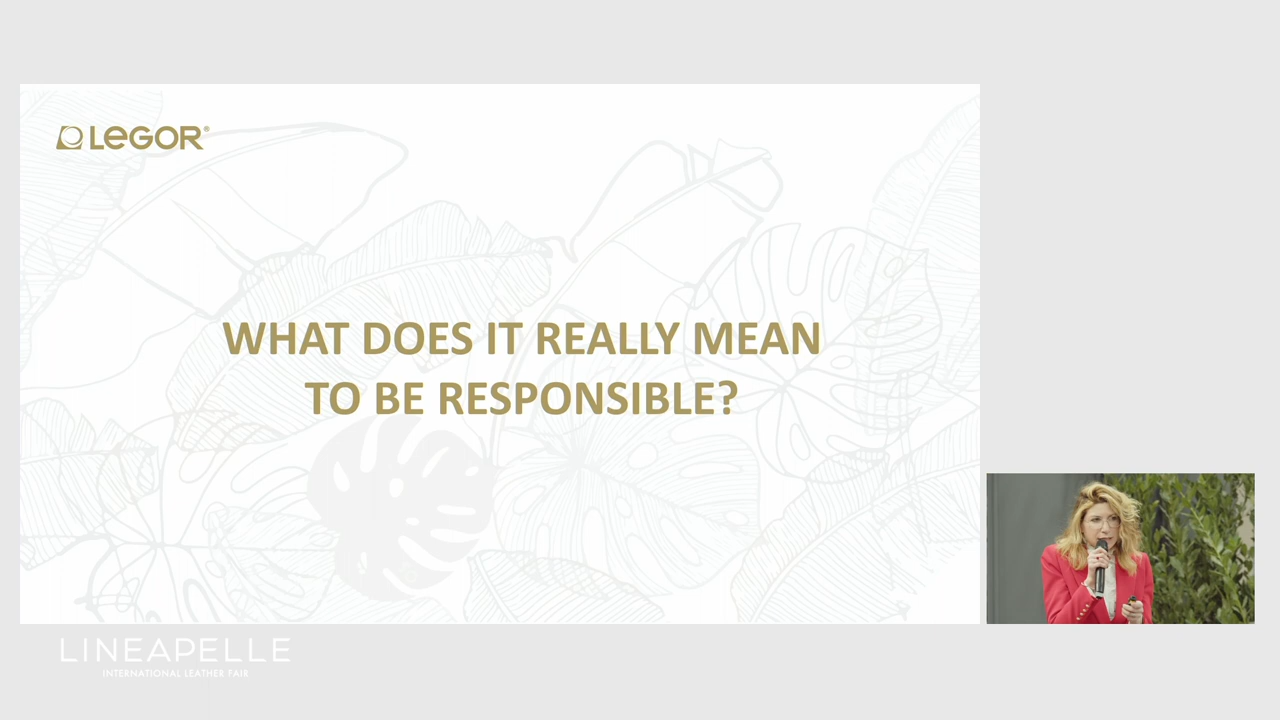 LEGOR®
WHAT DOES IT REALLY MEAN
TO BE RESPONSIBLE?
LINEAPELLE
INTERNATIONAL LEATHER FAIR